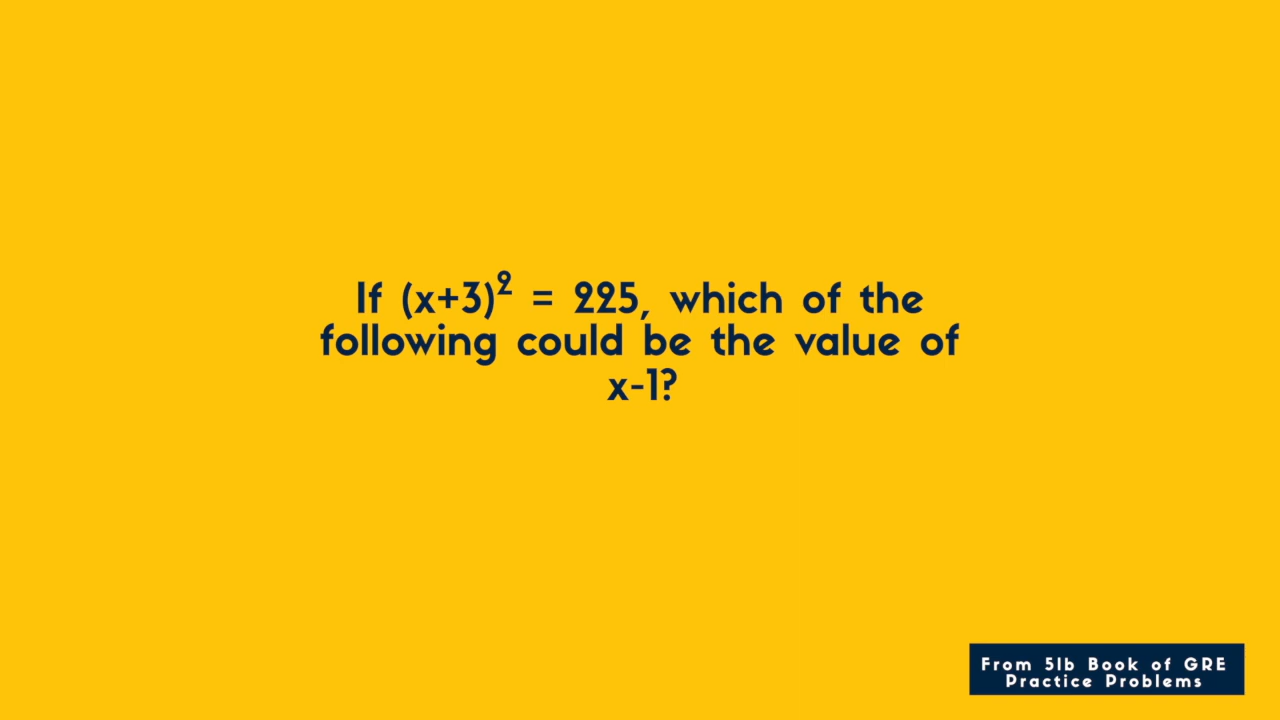 If (x+3)² = 225, which of the
following could be the value of
x-1?
From 5lb Book of GRE
Practice Problems